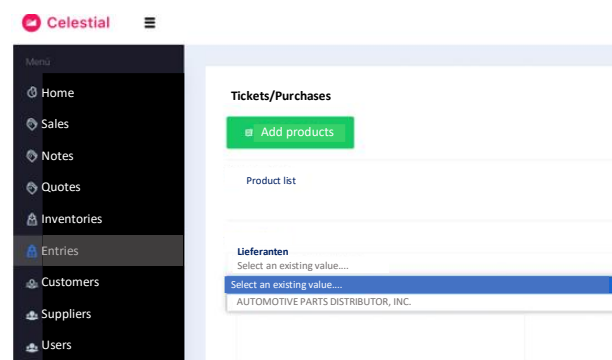 Celestial
Menü
Home
Sales
Notes
Quotes
Inventories
Entries
Customers
Suppliers
Users
Tickets/Purchases
Add products
Product list
Lieferanten
Select an existing value....
Select an existing value....
AUTOMOTIVE PARTS DISTRIBUTOR, INC.